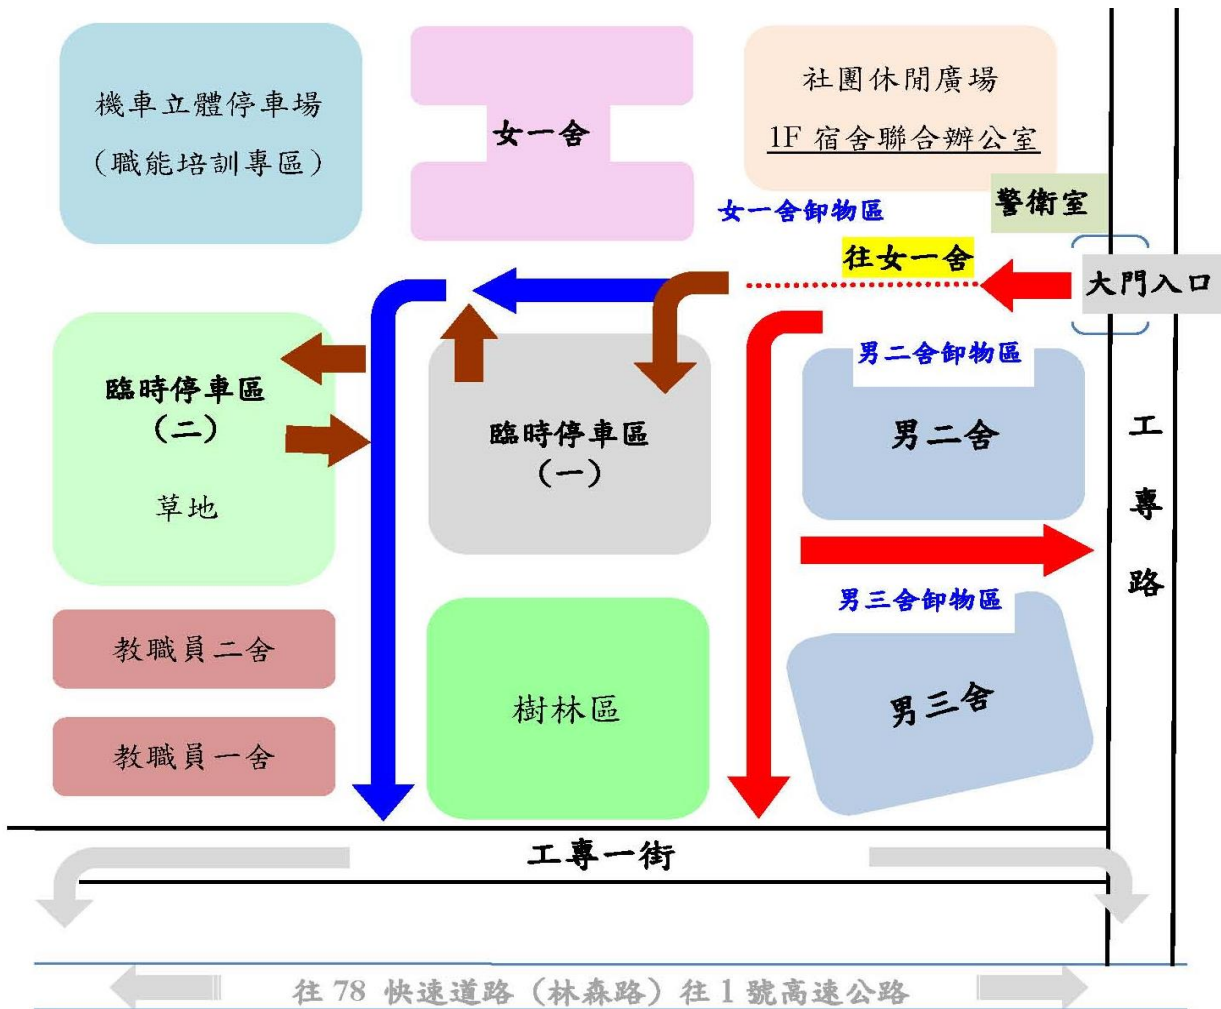 機車立體停車場
(職能培訓專區)
女一舍
社團休閒廣場
1F 宿舍聯合辦公室
女一舍卸物區
警衛室
往女一舍
大門入口
男二舍卸物區
臨時停車區
(二)
草地
臨時停車區
(一)
男二舍
工專路
男三舍卸物區
教職員二舍
樹林區
男三舍
教職員一舍
工專一街
往 78 快速道路 (林森路) 往 1 號高速公路